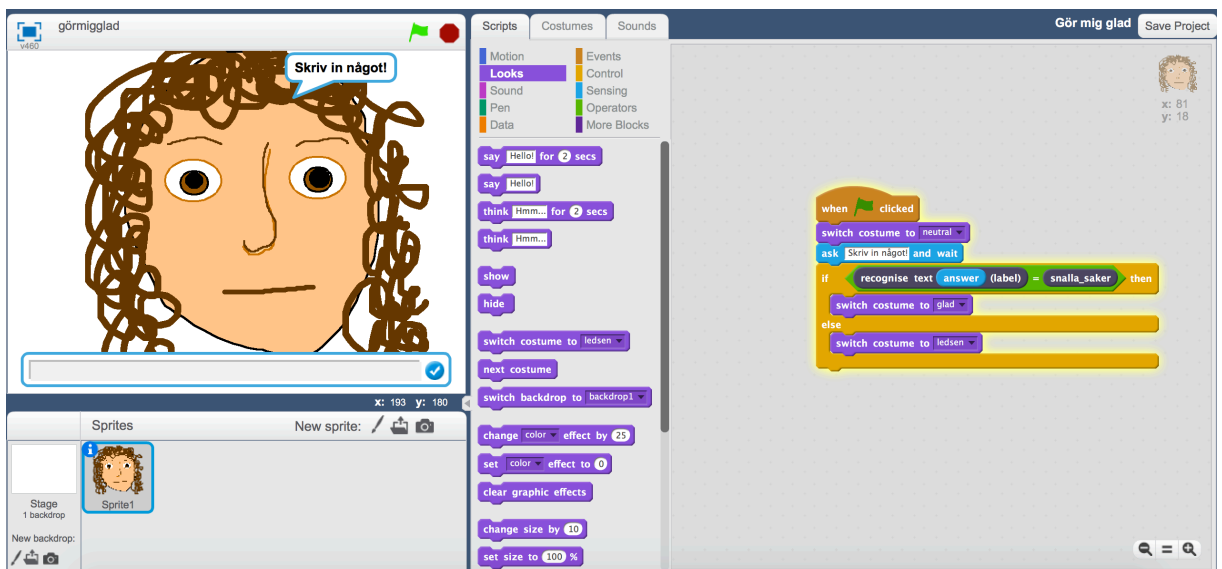 görmigglad
v460
Skriv in något!
x: 193 y: 180
Sprites
New sprite:
Stage
1 backdrop
New backdrop:
Sprite1
Scripts
Costumes
Sounds
Motion
Looks
Sound
Pen
Data
Events
Control
Sensing
Operators
More Blocks
say Hello! for 2 secs
say Hello!
think Hmm... for 2 secs
think Hmm...
show
hide
switch costume to ledsen
next costume
switch backdrop to backdrop1
change color effect by 25
set color effect to 0
clear graphic effects
change size by 10
set size to 100 %
Gör mig glad
Save Project
x: 81
y: 18
when clicked
switch costume to neutral
ask Skriv in något! and wait
if recognise text answer (label) = snalla_saker then
switch costume to glad
else
switch costume to ledsen